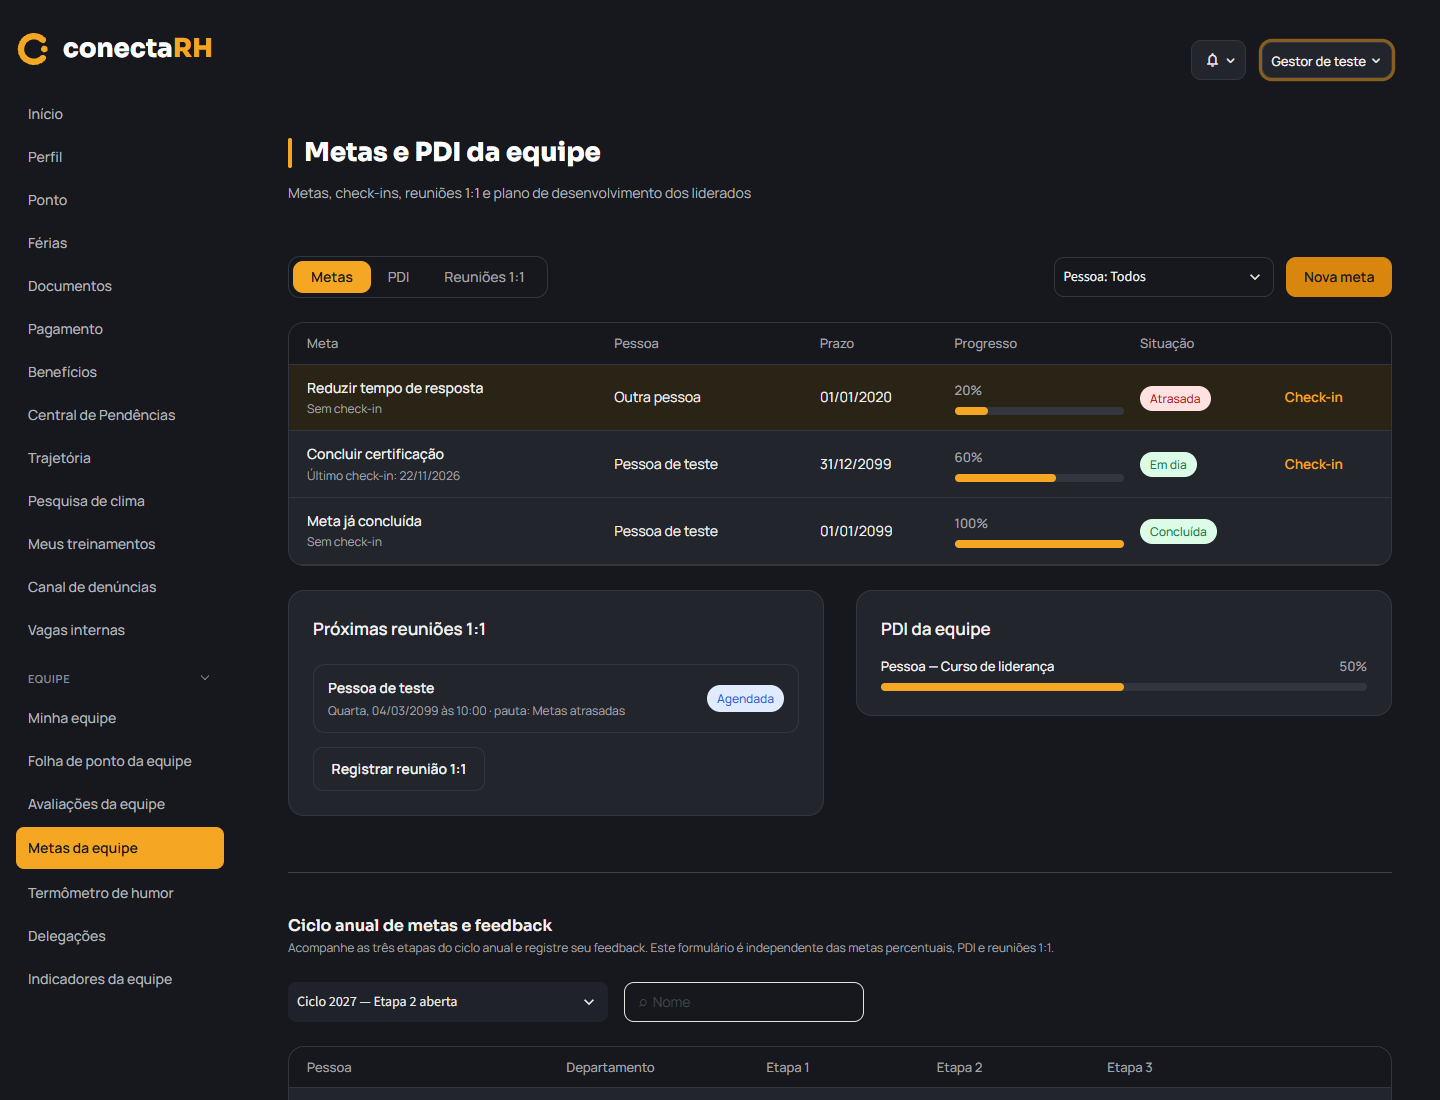 conectaRH
Gestor de teste
Início
Perfil
Ponto
Férias
Documentos
Pagamento
Benefícios
Central de Pendências
Trajetória
Pesquisa de clima
Meus treinamentos
Canal de denúncias
Vagas internas
EQUIPE
Minha equipe
Folha de ponto da equipe
Avaliações da equipe
Metas da equipe
Termômetro de humor
Delegações
Indicadores da equipe
Metas e PDI da equipe
Metas, check-ins, reuniões 1:1 e plano de desenvolvimento dos liderados
Metas PDI Reuniões 1:1
Pessoa: Todos
Nova meta
Meta Pessoa Prazo Progresso Situação
Reduzir tempo de resposta
Sem check-in
Outra pessoa
01/01/2020
20%
Atrasada
Check-in
Concluir certificação
Último check-in: 22/11/2026
Pessoa de teste
31/12/2099
60%
Em dia
Check-in
Meta já concluída
Sem check-in
Pessoa de teste
01/01/2099
100%
Concluída
Próximas reuniões 1:1
Pessoa de teste
Quarta, 04/03/2099 às 10:00 · pauta: Metas atrasadas
Agendada
Registrar reunião 1:1
PDI da equipe
Pessoa — Curso de liderança
50%
Ciclo anual de metas e feedback
Acompanhe as três etapas do ciclo anual e registre seu feedback. Este formulário é independente das metas percentuais, PDI e reuniões 1:1.
Ciclo 2027 — Etapa 2 aberta
Nome
Pessoa Departamento Etapa 1 Etapa 2 Etapa 3